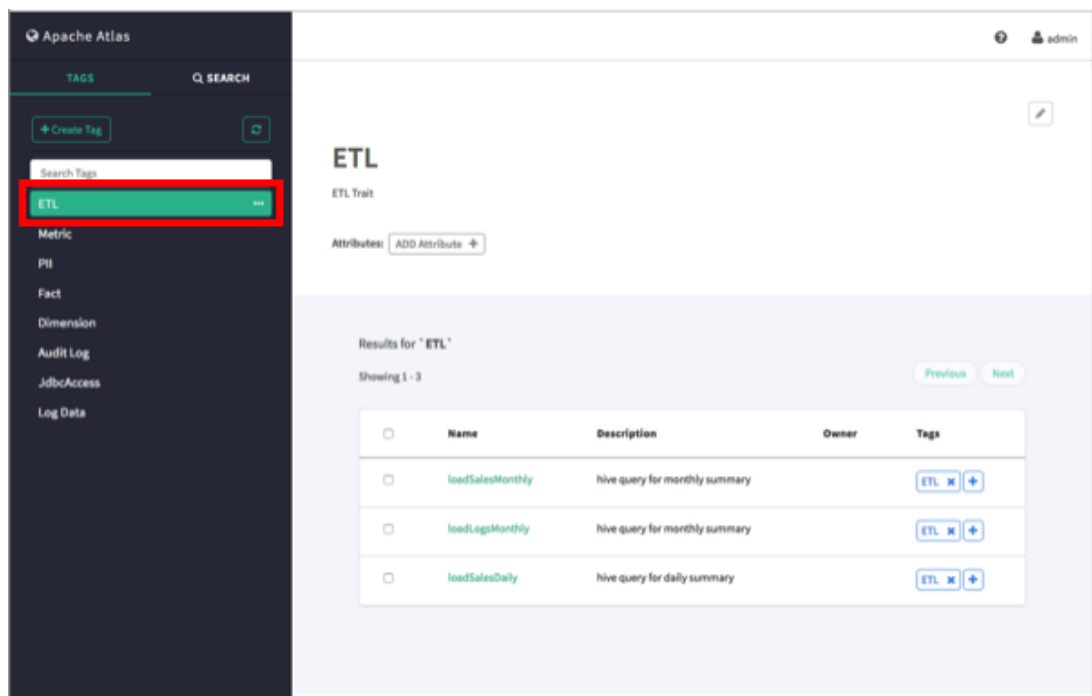 Apache Atlas
admin
TAGS
SEARCH
Create Tag
Search Tags
ETL
Metric
PII
Fact
Dimension
Audit Log
JdbcAccess
Log Data
ETL
ETL Trait
Attributes: ADD Attribute
Results for `ETL`
Showing 1 - 3
Previous Next
Name Description Owner Tags
loadSalesMonthly hive query for monthly summary ETL
loadLogsMonthly hive query for monthly summary ETL
loadSalesDaily hive query for daily summary ETL